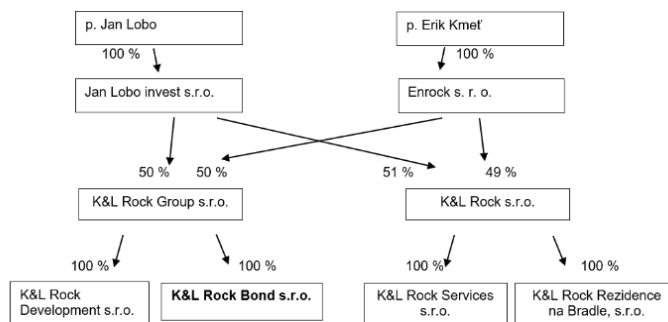 p. Jan Lobo
p. Erik Kmeť
100 %
100 %
Jan Lobo invest s.r.o.
Enrock s. r. o.
50 %
50 %
51 %
49 %
K&L Rock Group s.r.o.
K&L Rock s.r.o.
100 %
100 %
100 %
100 %
K&L Rock
Development s.r.o.
K&L Rock Bond s.r.o.
K&L Rock Services
s.r.o.
K&L Rock Rezidence
na Bradle, s.r.o.